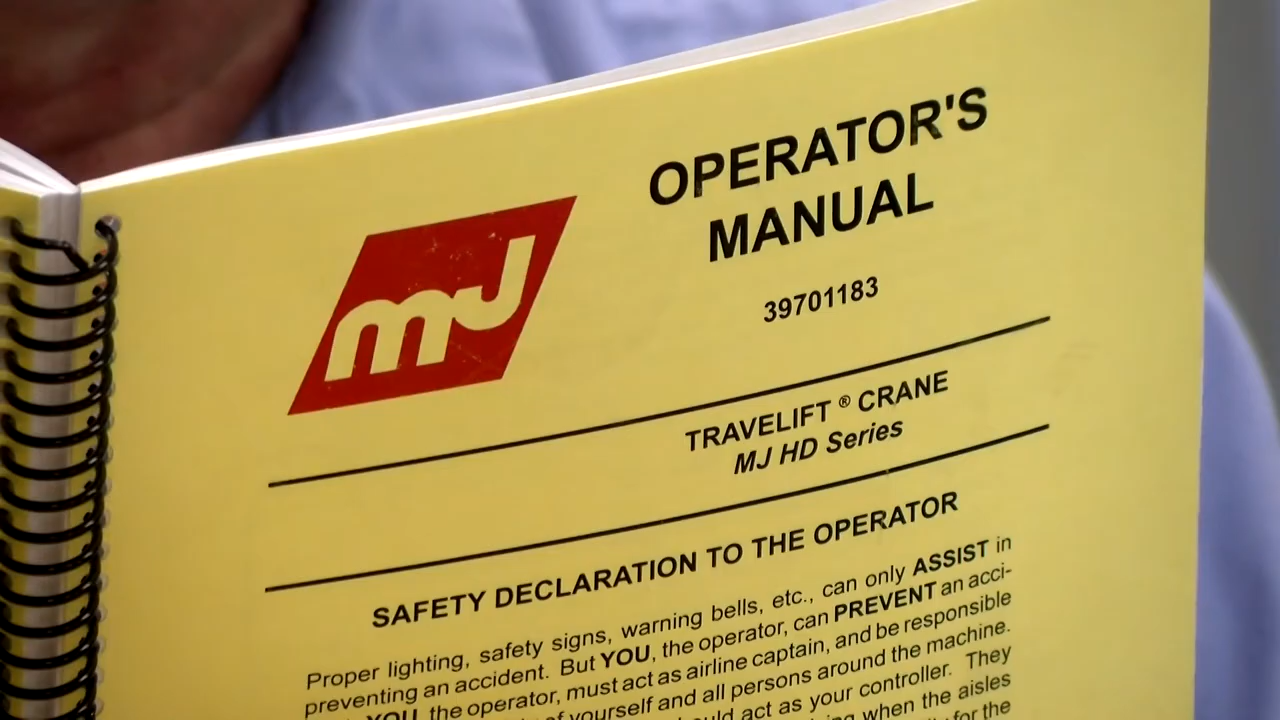 mJ
OPERATOR'S
MANUAL
39701183
TRAVELIFT ® CRANE
MJ HD Series
SAFETY DECLARATION TO THE OPERATOR
Proper lighting, safety signs, warning bells, etc., can only ASSIST in
preventing an accident. But YOU, the operator, can PREVENT an acci-
YOU, the operator, must act as airline captain, and be responsible
of yourself and all persons around the machine.
act as your controller. They
when the aisles
for the